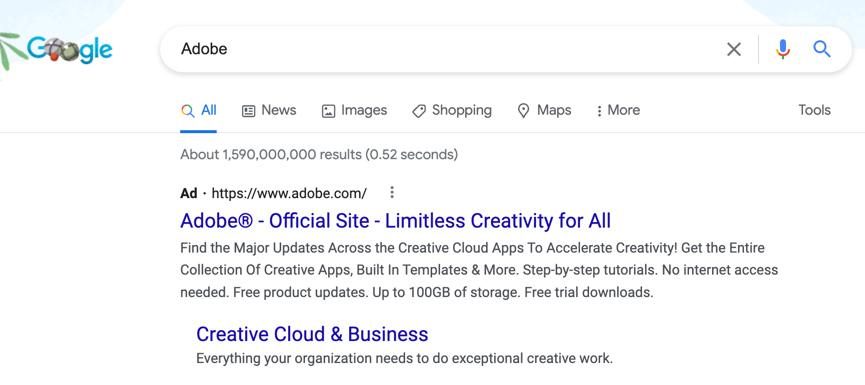 Google
Adobe
All News Images Shopping Maps More Tools
About 1,590,000,000 results (0.52 seconds)
Ad · https://www.adobe.com/
Adobe® - Official Site - Limitless Creativity for All
Find the Major Updates Across the Creative Cloud Apps To Accelerate Creativity! Get the Entire
Collection Of Creative Apps, Built In Templates & More. Step-by-step tutorials. No internet access
needed. Free product updates. Up to 100GB of storage. Free trial downloads.
Creative Cloud & Business
Everything your organization needs to do exceptional creative work.